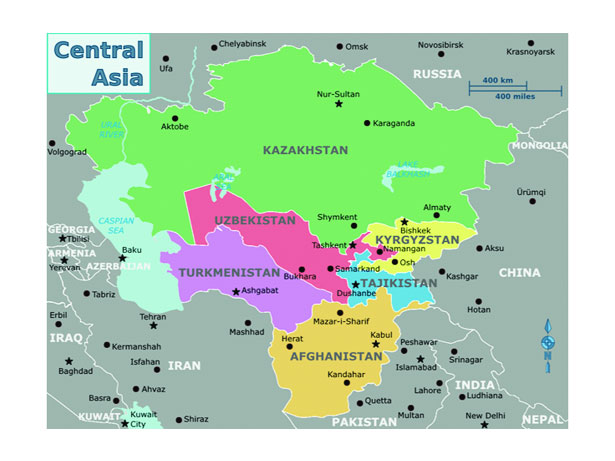 Central
Asia
Chelyabinsk
Omsk
Novosibirsk
Krasnoyarsk
Ufa
RUSSIA
400 km
400 miles
Nur-Sultan
Karaganda
Aktobe
URAL
RIVER
Volgograd
KAZAKHSTAN
MONGOLIA
LAKE
BALKHASH
ARAL
SEA
Ürümqi
CASPIAN
SEA
UZBEKISTAN
Shymkent
Almaty
Bishkek
GEORGIA
Tbilisi
KYRGYZSTAN
Tashkent
Namangan
Aksu
ARMENIA
Yerevan
Baku
AZERBAIJAN
Osh
TURKMENISTAN
Bukhara
Samarkand
TAJIKISTAN
Kashgar
CHINA
Tabriz
Ashgabat
Dushanbe
Hotan
Erbil
Tehran
Mashhad
Mazar-i-Sharif
IRAQ
Kermanshah
Herat
Kabul
Peshawar
N
Isfahan
IRAN
AFGHANISTAN
Islamabad
Srinagar
Baghdad
Kandahar
Lahore
INDIA
Ahvaz
Ludhiana
Basra
Quetta
KUWAIT
Kuwait
City
Shiraz
PAKISTAN
Multan
New Delhi
NEPAL